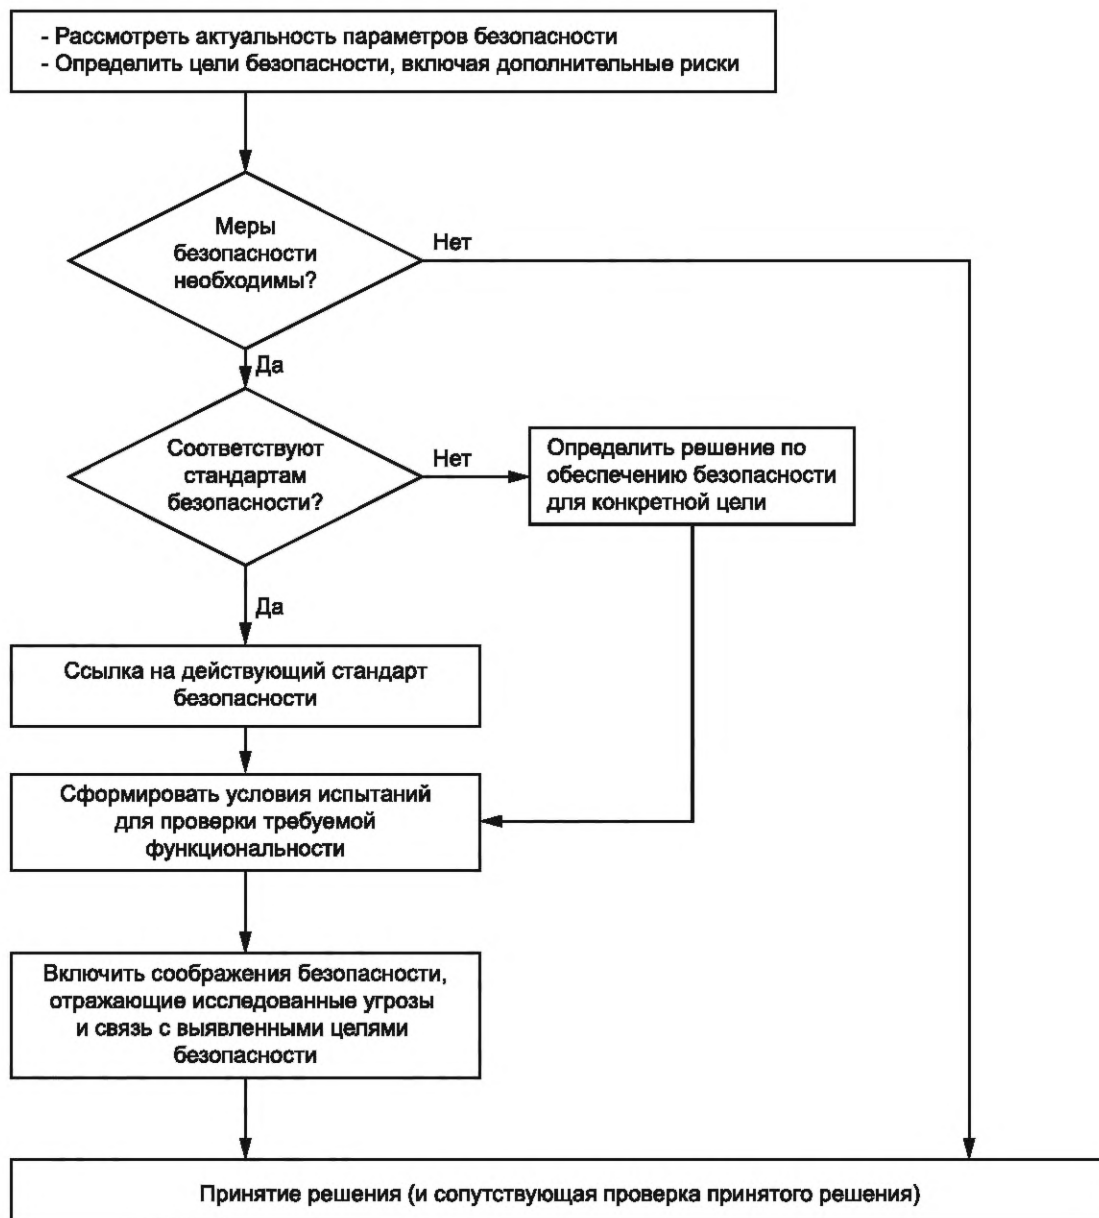 - Рассмотреть актуальность параметров безопасности
- Определить цели безопасности, включая дополнительные риски
Меры
безопасности
необходимы?
Нет
Да
Соответствуют
стандартам
безопасности?
Нет
Определить решение по
обеспечению безопасности
для конкретной цели
Да
Ссылка на действующий стандарт
безопасности
Сформировать условия испытаний
для проверки требуемой
функциональности
Включить соображения безопасности,
отражающие исследованные угрозы
и связь с выявленными целями
безопасности
Принятие решения (и сопутствующая проверка принятого решения)